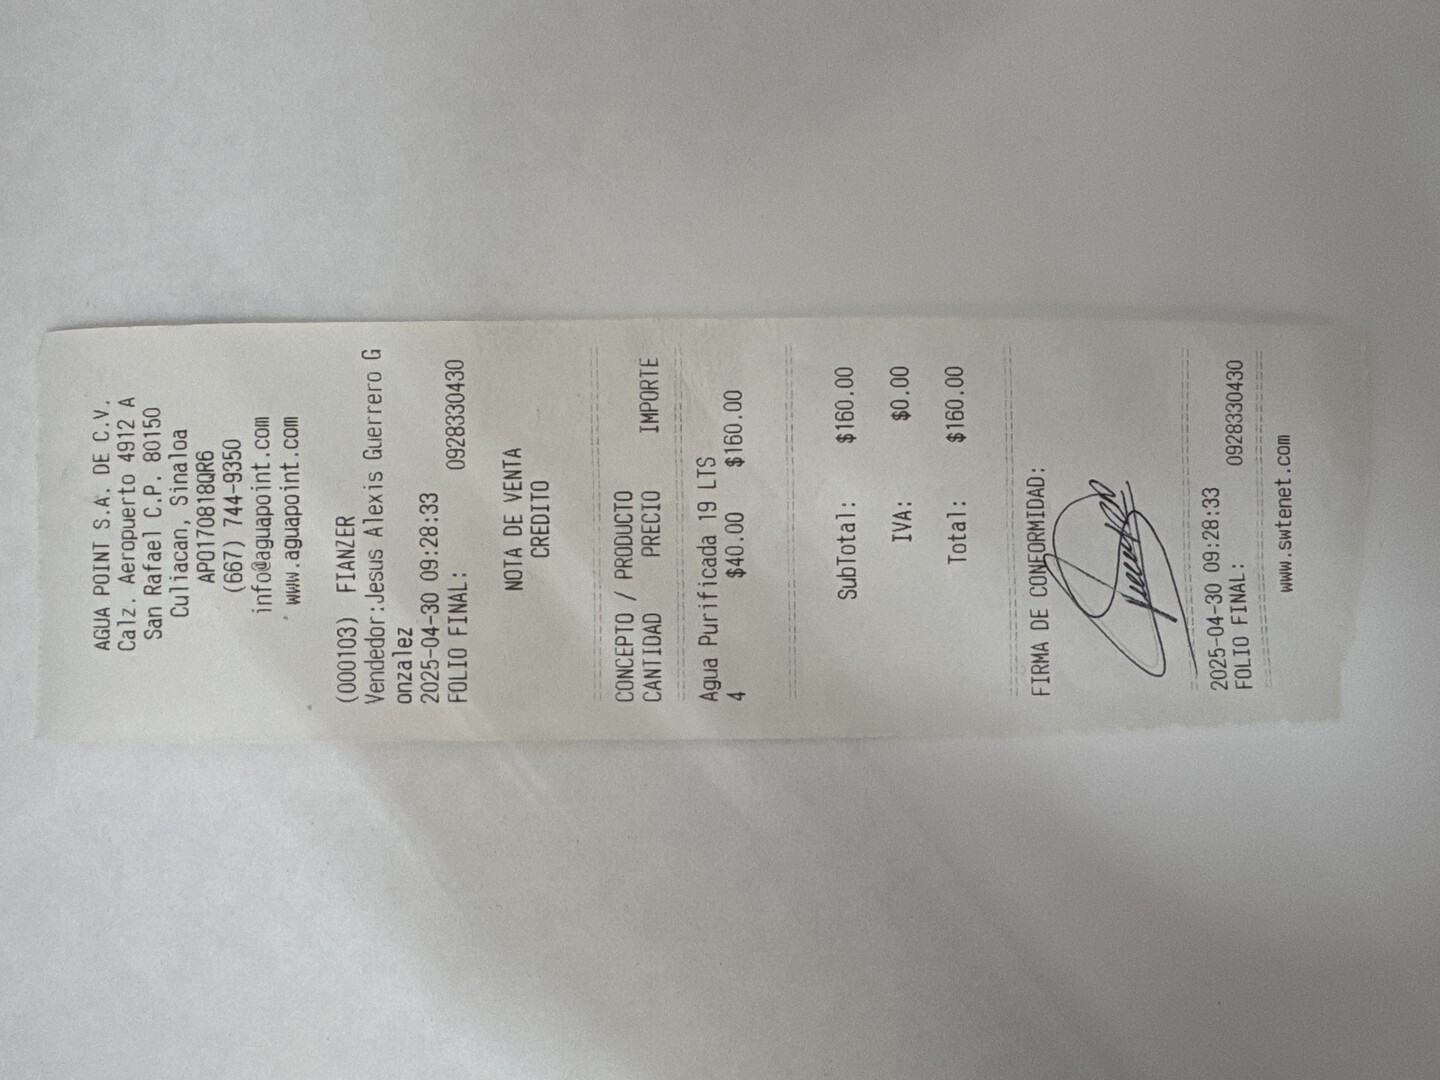 AGUA POINT S.A. DE C.V.
Calz. Aeropuerto 4912 A
San Rafael C.P. 80150
Culiacan, Sinaloa
APO170818QR6
(667) 744-9350
info@aguapoint.com
www.aguapoint.com
(000103) FIANZER
Vendedor:Jesus Alexis Guerrero G
onzalez
2025-04-30 09:28:33
FOLIO FINAL: 0928330430
NOTA DE VENTA
CREDITO
CONCEPTO / PRODUCTO
CANTIDAD PRECIO IMPORTE
Agua Purificada 19 LTS
4 $40.00 $160.00
SubTotal: $160.00
IVA: $0.00
Total: $160.00
FIRMA DE CONFORMIDAD:
2025-04-30 09:28:33
FOLIO FINAL: 0928330430
www.swtenet.com